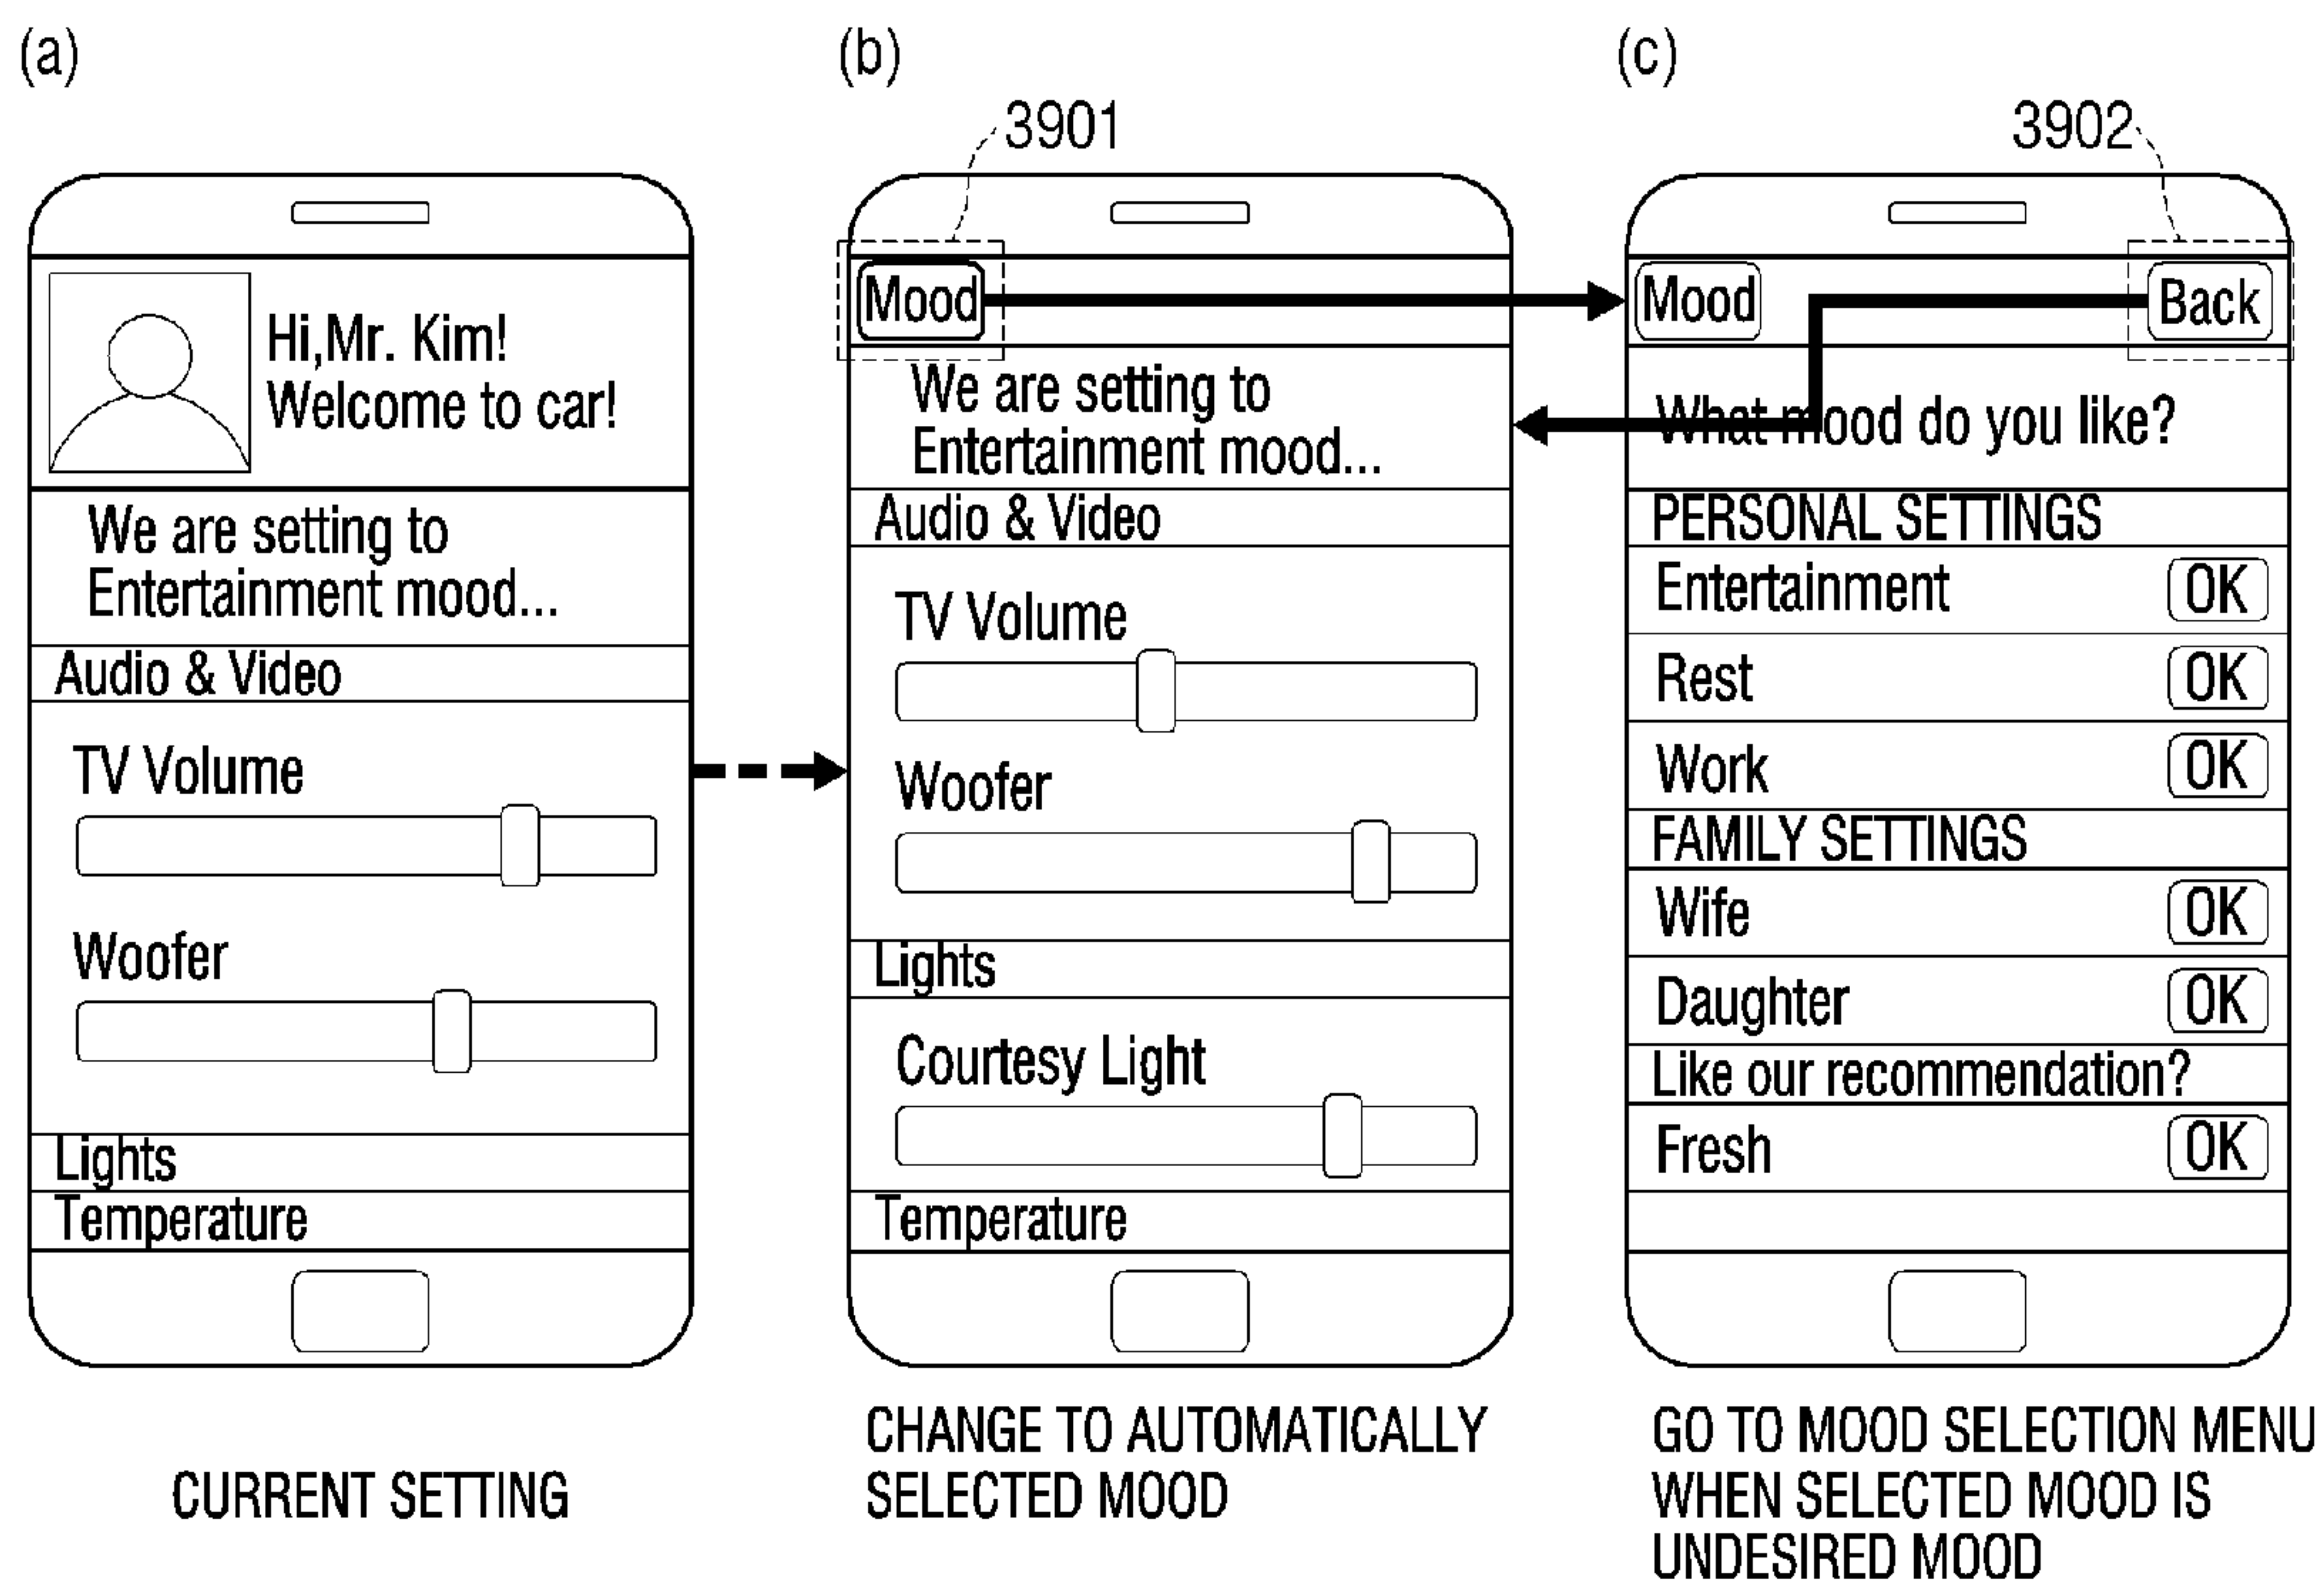 (a)
Hi,Mr. Kim!
Welcome to car!
We are setting to
Entertainment mood...
Audio & Video
TV Volume
Woofer
Lights
Temperature
CURRENT SETTING
(b)
3901
Mood
We are setting to
Entertainment mood...
Audio & Video
TV Volume
Woofer
Lights
Courtesy Light
Temperature
CHANGE TO AUTOMATICALLY
SELECTED MOOD
(c)
3902
Mood Back
What mood do you like?
PERSONAL SETTINGS
Entertainment OK
Rest OK
Work OK
FAMILY SETTINGS
Wife OK
Daughter OK
Like our recommendation?
Fresh OK
GO TO MOOD SELECTION MENU
WHEN SELECTED MOOD IS
UNDESIRED MOOD